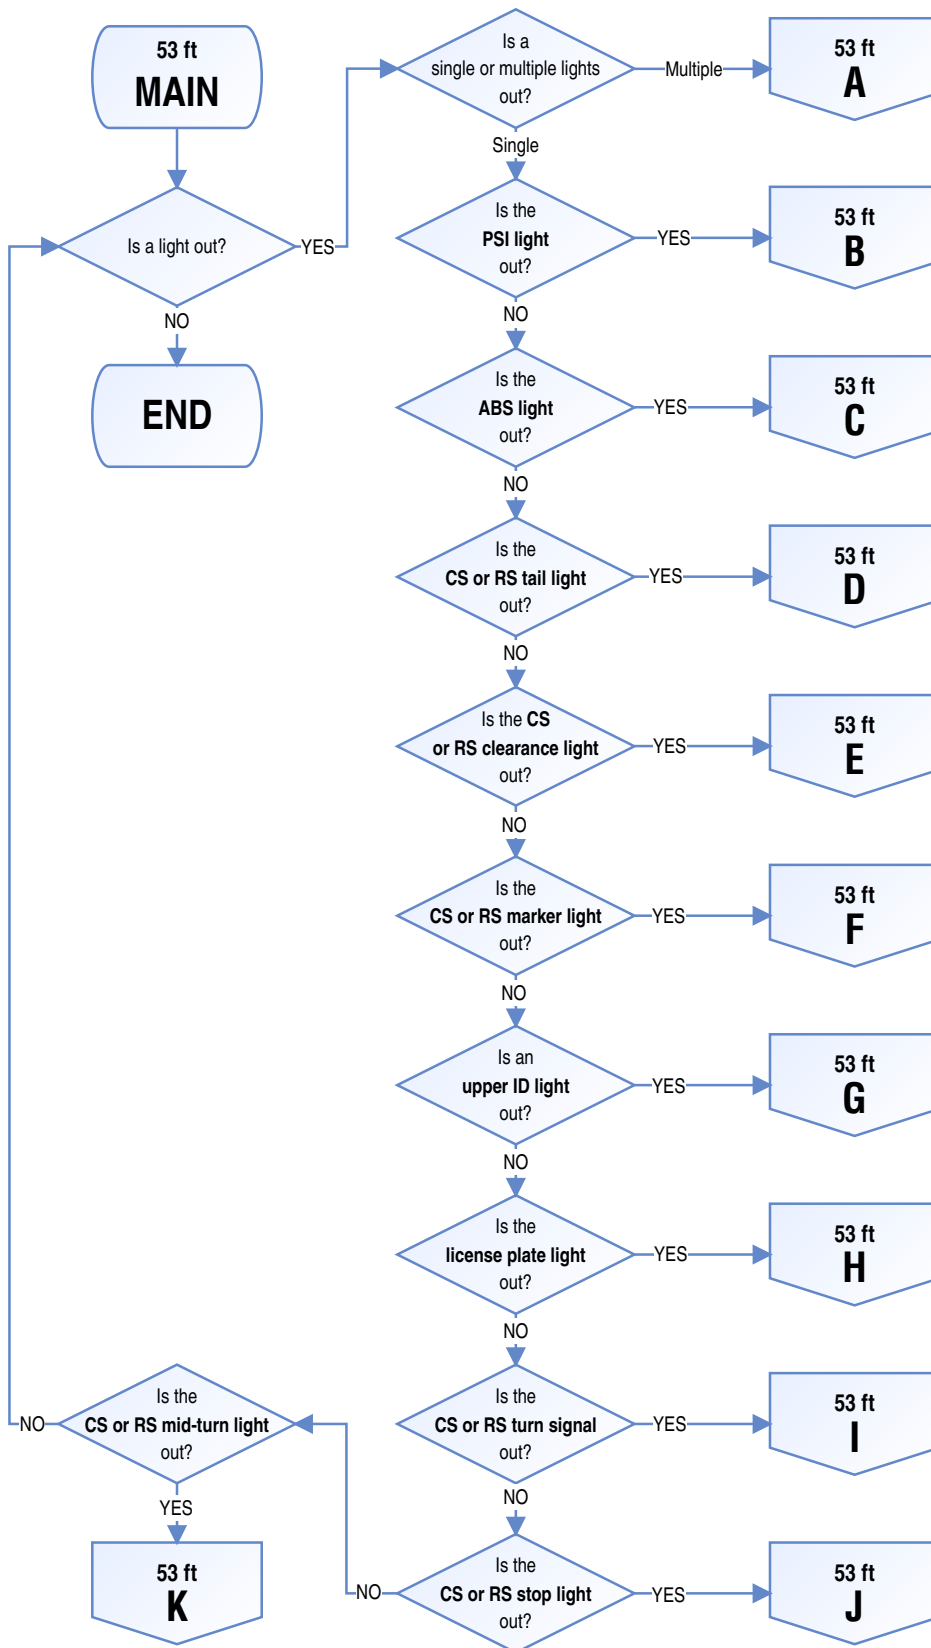 53 ft
MAIN
Is a light out?
YES
NO
END
Is a
single or multiple lights
out?
Multiple
53 ft
A
Single
Is the
PSI light
out?
YES
53 ft
B
NO
Is the
ABS light
out?
YES
53 ft
C
NO
Is the
CS or RS tail light
out?
YES
53 ft
D
NO
Is the CS
or RS clearance light
out?
YES
53 ft
E
NO
Is the
CS or RS marker light
out?
YES
53 ft
F
NO
Is an
upper ID light
out?
YES
53 ft
G
NO
Is the
license plate light
out?
YES
53 ft
H
NO
Is the
CS or RS turn signal
out?
YES
53 ft
I
NO
Is the
CS or RS stop light
out?
YES
53 ft
J
NO
Is the
CS or RS mid-turn light
out?
NO
YES
53 ft
K